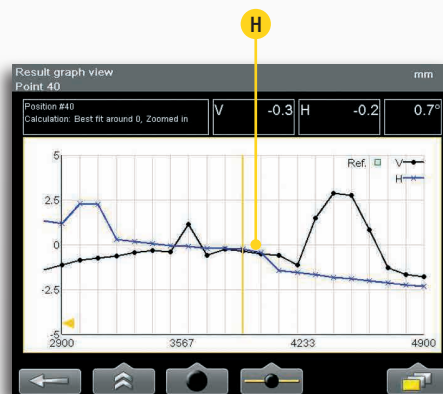 H
Result graph view
mm
Point 40
Position #40
Calculation: Best fit around 0, Zoomed in
V -0.3
H -0.2
0.7°
Ref. V
H
5
2.5
0
-2.5
-5
2900 3567 4233 4900